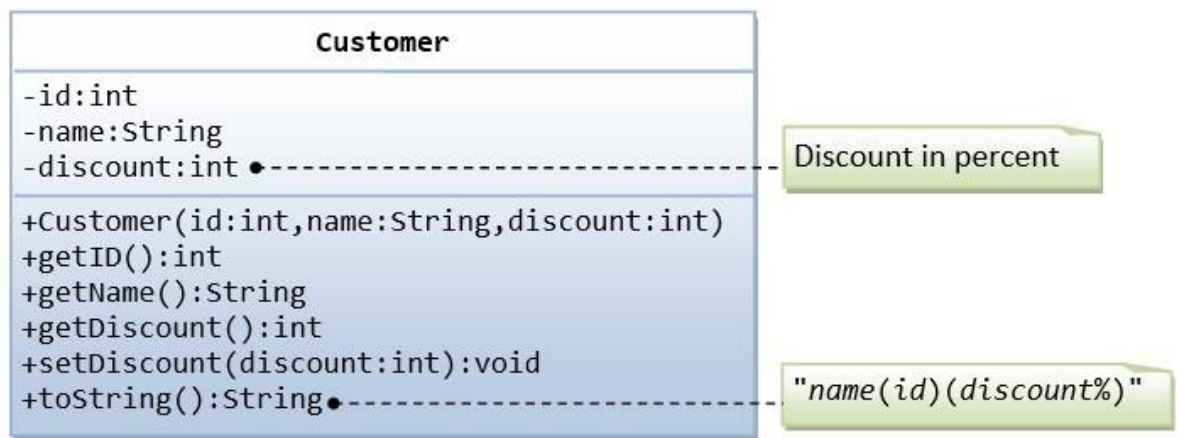 Customer
-id:int
-name:String
-discount:int
Discount in percent
+Customer(id:int,name:String,discount:int)
+getID():int
+getName():String
+getDiscount():int
+setDiscount(discount:int):void
+toString():String
"name(id)(discount%)"